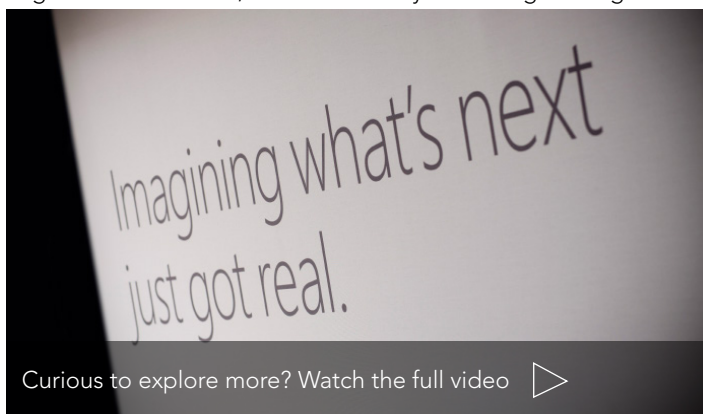 Imagining what's next
just got real.
Curious to explore more? Watch the full video